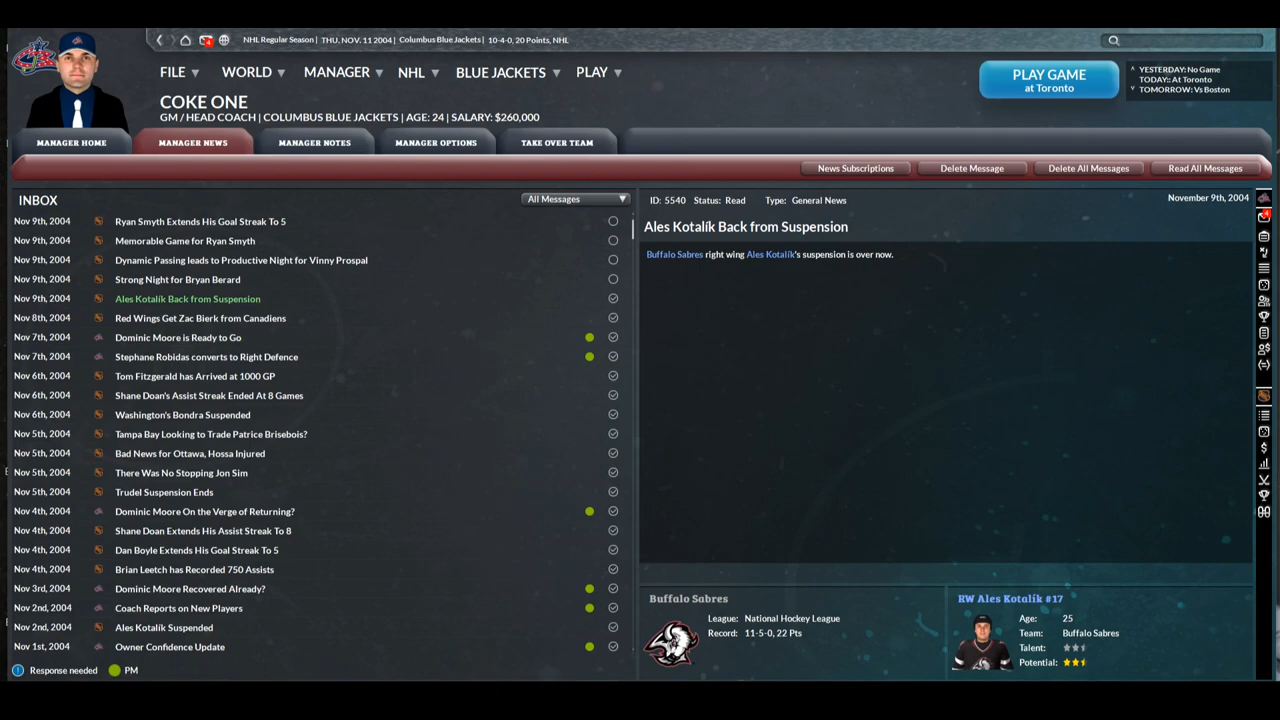 NHL Regular Season | THU. NOV. 11 2004 | Columbus Blue Jackets | 10-4-0, 20 Points, NHL
FILE WORLD MANAGER NHL BLUE JACKETS PLAY
PLAY GAME
at Toronto
YESTERDAY: No Game
TODAY:: At Toronto
TOMORROW: Vs Boston
COKE ONE
GM / HEAD COACH | COLUMBUS BLUE JACKETS | AGE: 24 | SALARY: $260,000
MANAGER HOME MANAGER NEWS MANAGER NOTES MANAGER OPTIONS TAKE OVER TEAM
News Subscriptions Delete Message Delete All Messages Read All Messages
INBOX All Messages
Nov 9th, 2004 Ryan Smyth Extends His Goal Streak To 5
Nov 9th, 2004 Memorable Game for Ryan Smyth
Nov 9th, 2004 Dynamic Passing leads to Productive Night for Vinny Prospal
Nov 9th, 2004 Strong Night for Bryan Berard
Nov 9th, 2004 Ales Kotalík Back from Suspension
Nov 8th, 2004 Red Wings Get Zac Bierk from Canadiens
Nov 7th, 2004 Dominic Moore is Ready to Go
Nov 7th, 2004 Stephane Robidas converts to Right Defence
Nov 6th, 2004 Tom Fitzgerald has Arrived at 1000 GP
Nov 6th, 2004 Shane Doan's Assist Streak Ended At 8 Games
Nov 6th, 2004 Washington's Bondra Suspended
Nov 5th, 2004 Tampa Bay Looking to Trade Patrice Brisebois?
Nov 5th, 2004 Bad News for Ottawa, Hossa Injured
Nov 5th, 2004 There Was No Stopping Jon Sim
Nov 5th, 2004 Trudel Suspension Ends
Nov 4th, 2004 Dominic Moore On the Verge of Returning?
Nov 4th, 2004 Shane Doan Extends His Assist Streak To 8
Nov 4th, 2004 Dan Boyle Extends His Goal Streak To 5
Nov 4th, 2004 Brian Leetch has Recorded 750 Assists
Nov 3rd, 2004 Dominic Moore Recovered Already?
Nov 2nd, 2004 Coach Reports on New Players
Nov 2nd, 2004 Ales Kotalík Suspended
Nov 1st, 2004 Owner Confidence Update
Response needed PM
ID: 5540 Status: Read Type: General News November 9th, 2004
Ales Kotalík Back from Suspension
Buffalo Sabres right wing Ales Kotalík's suspension is over now.
Buffalo Sabres
League: National Hockey League
Record: 11-5-0, 22 Pts
RW Ales Kotalík #17
Age: 25
Team: Buffalo Sabres
Talent:
Potential: